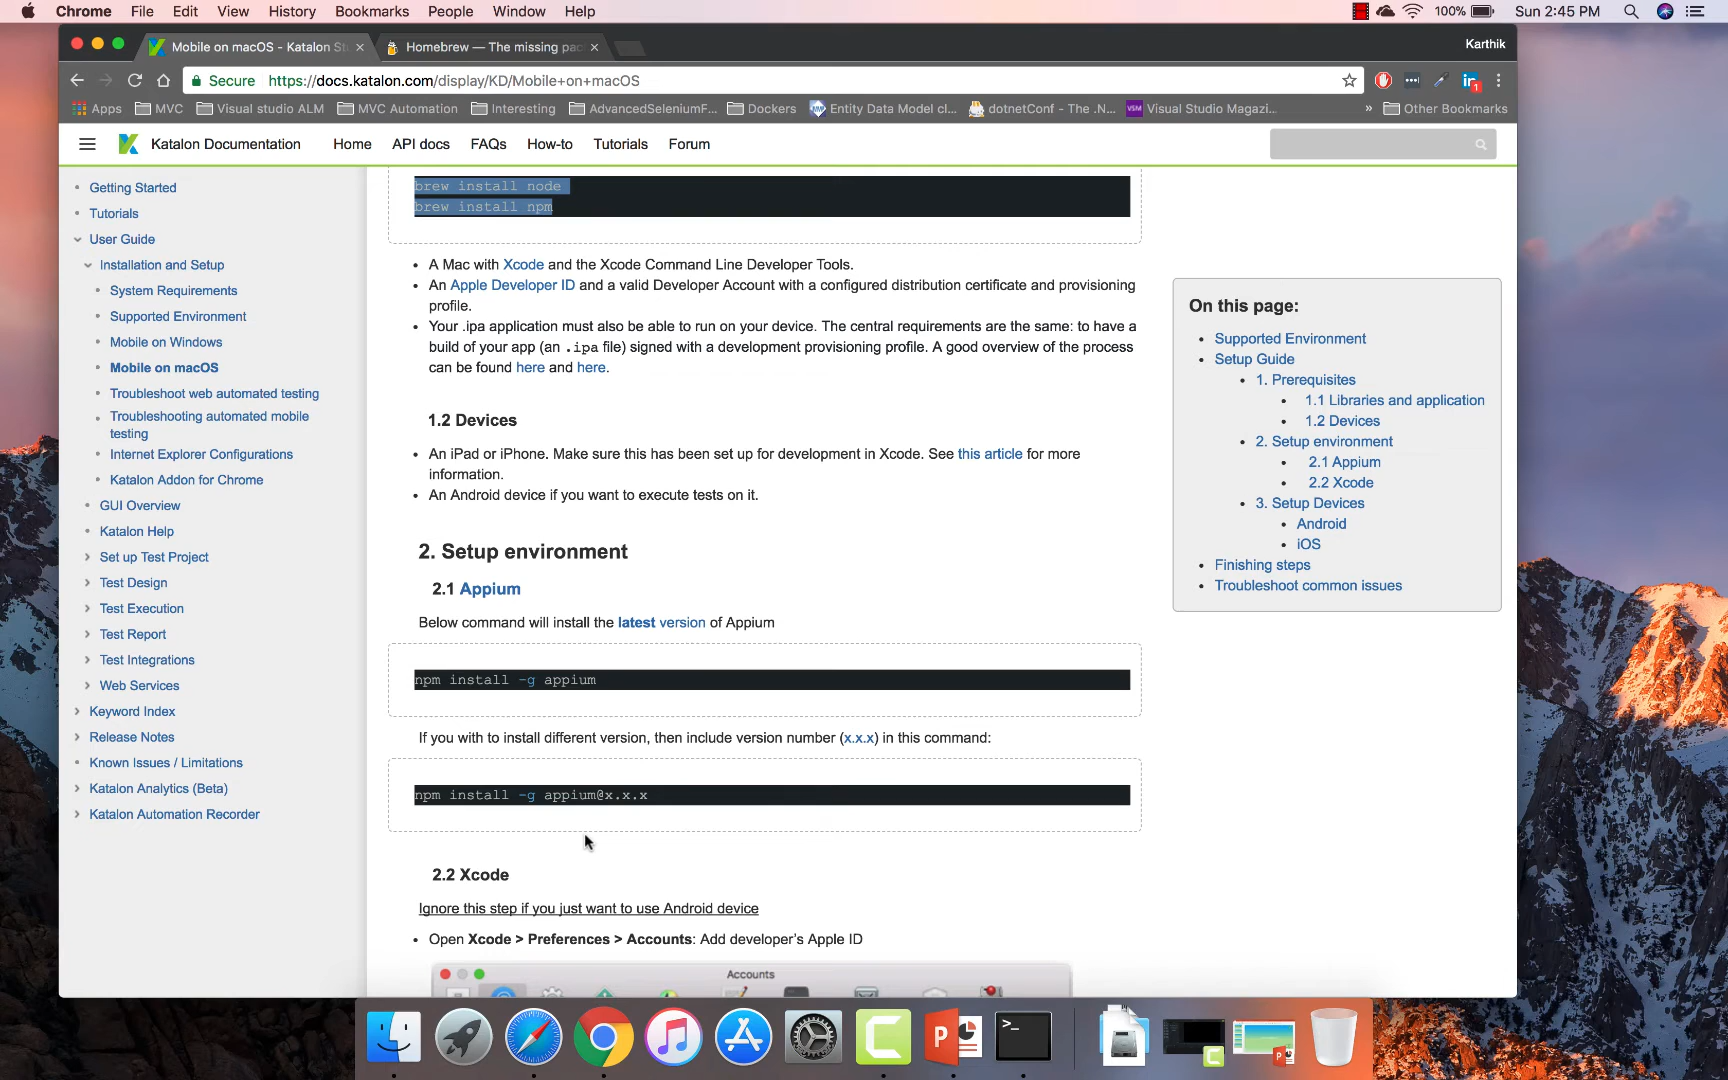 Chrome File Edit View History Bookmarks People Window Help 100% Sun 2:45 PM
Mobile on macOS - Katalon St
Homebrew — The missing pac
Karthik
Secure https://docs.katalon.com/display/KD/Mobile+on+macOS
Apps MVC Visual studio ALM MVC Automation Interesting AdvancedSeleniumF... Dockers Entity Data Model cl... dotnetConf - The .N... VSM Visual Studio Magazi... » Other Bookmarks
Katalon Documentation Home API docs FAQs How-to Tutorials Forum
Getting Started
Tutorials
User Guide
Installation and Setup
System Requirements
Supported Environment
Mobile on Windows
Mobile on macOS
Troubleshoot web automated testing
Troubleshooting automated mobile
testing
Internet Explorer Configurations
Katalon Addon for Chrome
GUI Overview
Katalon Help
Set up Test Project
Test Design
Test Execution
Test Report
Test Integrations
Web Services
Keyword Index
Release Notes
Known Issues / Limitations
Katalon Analytics (Beta)
Katalon Automation Recorder
brew install node
brew install npm
A Mac with Xcode and the Xcode Command Line Developer Tools.
An Apple Developer ID and a valid Developer Account with a configured distribution certificate and provisioning
profile.
Your .ipa application must also be able to run on your device. The central requirements are the same: to have a
build of your app (an .ipa file) signed with a development provisioning profile. A good overview of the process
can be found here and here.
1.2 Devices
An iPad or iPhone. Make sure this has been set up for development in Xcode. See this article for more
information.
An Android device if you want to execute tests on it.
2. Setup environment
2.1 Appium
Below command will install the latest version of Appium
npm install -g appium
If you with to install different version, then include version number (x.x.x) in this command:
npm install -g appium@x.x.x
2.2 Xcode
Ignore this step if you just want to use Android device
Open Xcode > Preferences > Accounts: Add developer's Apple ID
Accounts
On this page:
Supported Environment
Setup Guide
1. Prerequisites
1.1 Libraries and application
1.2 Devices
2. Setup environment
2.1 Appium
2.2 Xcode
3. Setup Devices
Android
iOS
Finishing steps
Troubleshoot common issues